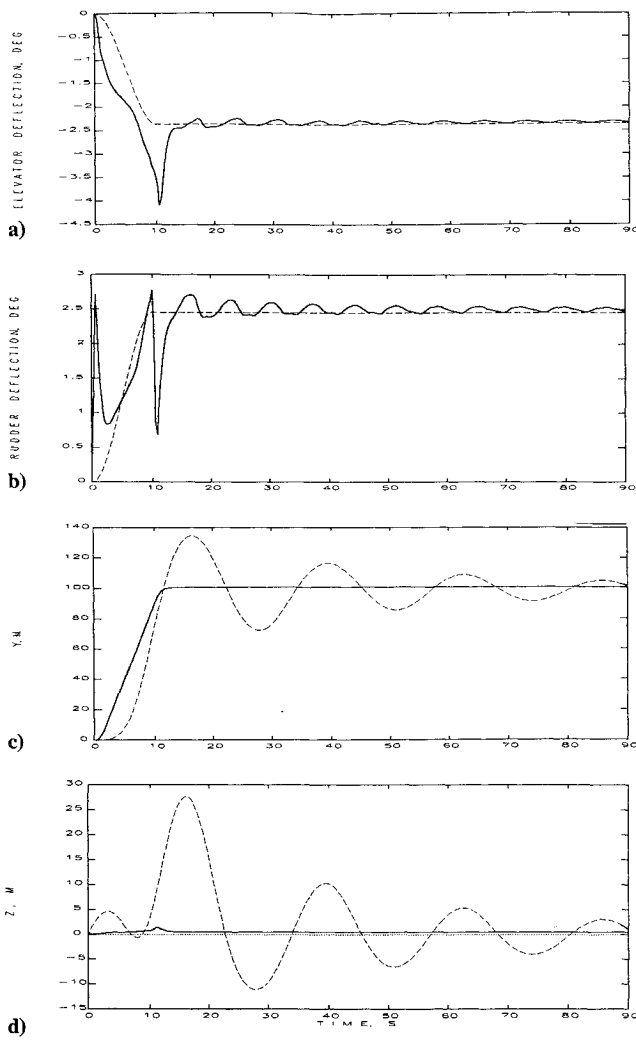 ELEVATOR DEFLECTION, DEG
0
-0.5
-1
-1.5
-2
-2.5
-3
-3.5
-4
-4.5
0 10 20 30 40 50 60 70 80 90
a)
RUDDER DEFLECTION, DEG
3
2.5
2
1.5
1
0.5
0
0 10 20 30 40 50 60 70 80 90
b)
Y, M
140
120
100
80
60
40
20
0
0 10 20 30 40 50 60 70 80 90
c)
Z, M
30
25
20
15
10
5
0
-5
-10
-15
0 10 20 30 40 50 60 70 80 90
d)
TIME, S